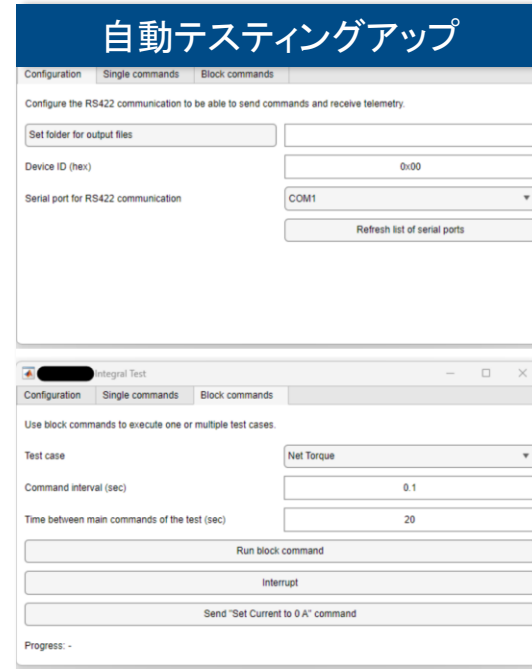 自動テスティングアップ
Configuration Single commands Block commands
Configure the RS422 communication to be able to send commands and receive telemetry.
Set folder for output files
Device ID (hex) 0x00
Serial port for RS422 communication COM1
Refresh list of serial ports
Integral Test
Configuration Single commands Block commands
Use block commands to execute one or multiple test cases.
Test case Net Torque
Command interval (sec) 0.1
Time between main commands of the test (sec) 20
Run block command
Interrupt
Send "Set Current to 0 A" command
Progress: -